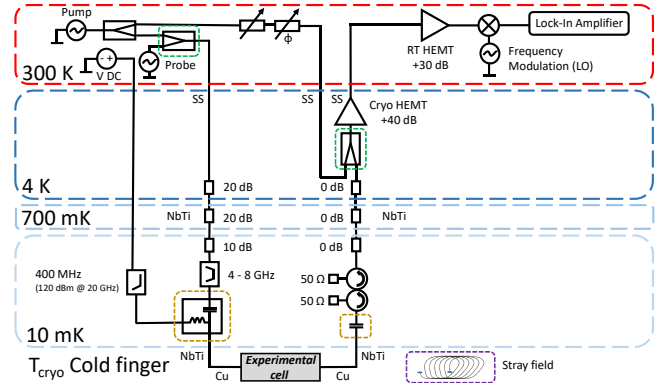 Pump
Probe
V DC
- +
300 K
ϕ
RT HEMT
+30 dB
Lock-In Amplifier
Frequency
Modulation (LO)
SS
SS
SS
Cryo HEMT
+40 dB
4 K
20 dB
0 dB
700 mK
NbTi
20 dB
0 dB
NbTi
10 dB
0 dB
400 MHz
(120 dBm @ 20 GHz)
4 - 8 GHz
50 Ω
50 Ω
10 mK
NbTi
NbTi
Tcryo Cold finger
Cu
Experimental
cell
Cu
Stray field